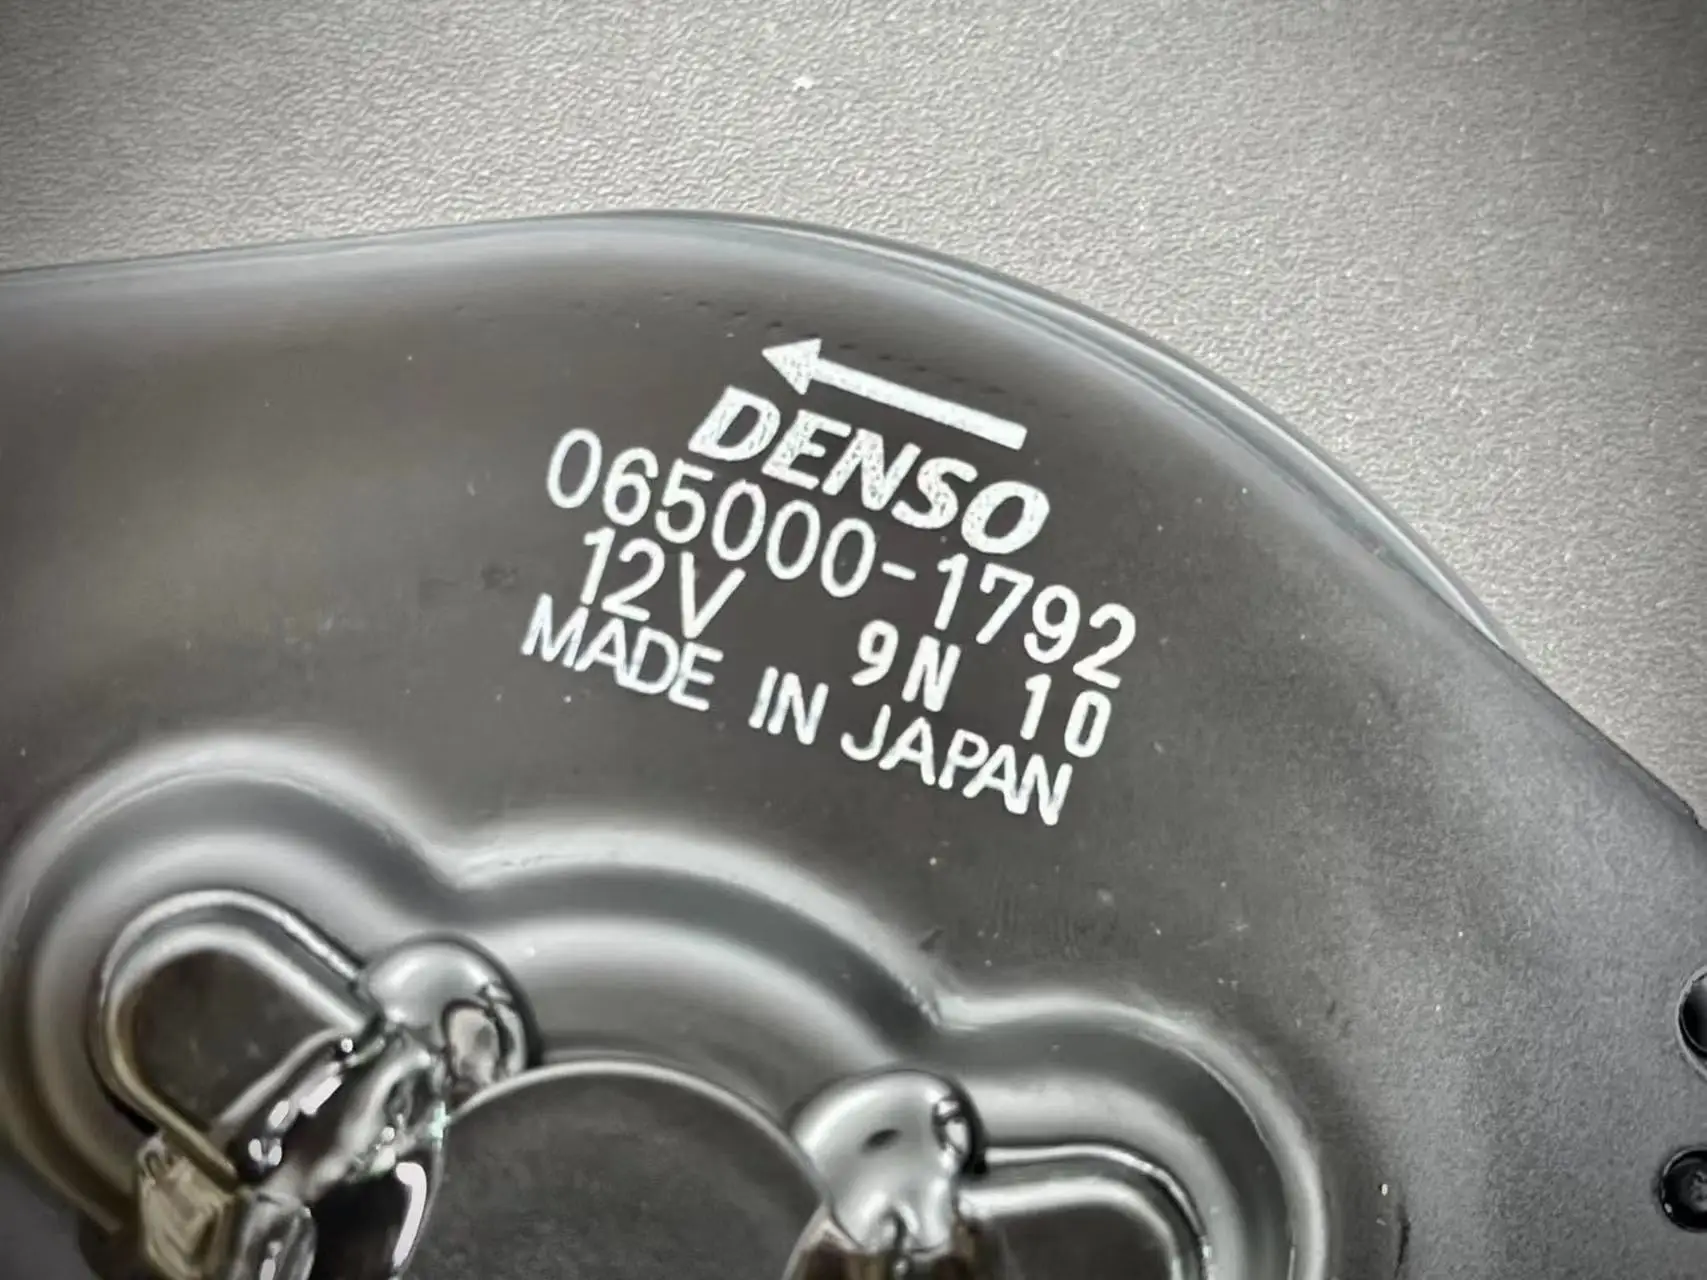 DENSO
065000-1792
12V 9N 10
MADE IN JAPAN